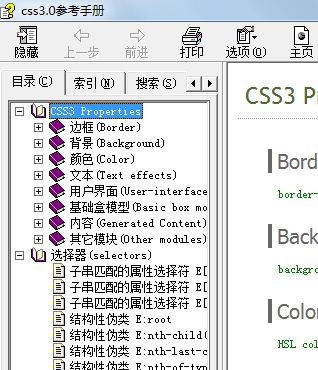 css3.0参考手册
隐藏 上一步 前进 打印 选项(O) 主页
目录(C) 索引(N) 搜索(S)
CSS3 Properties
边框(Border)
背景(Background)
颜色(Color)
文本(Text effects)
用户界面(User-interface
基础盒模型(Basic box mo
内容(Generated Content)
其它模块(Other modules)
选择器(selectors)
子串匹配的属性选择符 E[
子串匹配的属性选择符 E[
子串匹配的属性选择符 E[
结构性伪类 E:root
结构性伪类 E:nth-child(
结构性伪类 E:nth-last-c
结构性伪类 E:nth-of-typ
CSS3 P
Bord
border-
Back
backgro
Color
HSL col